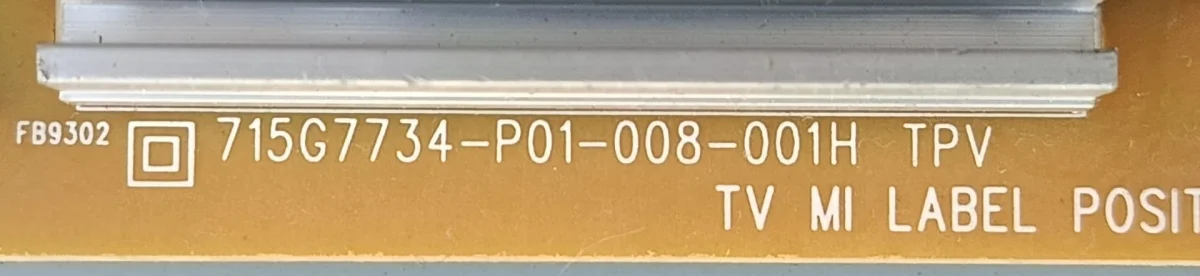 FB9302 715G7734-P01-008-001H TPV
TV MI LABEL POSIT